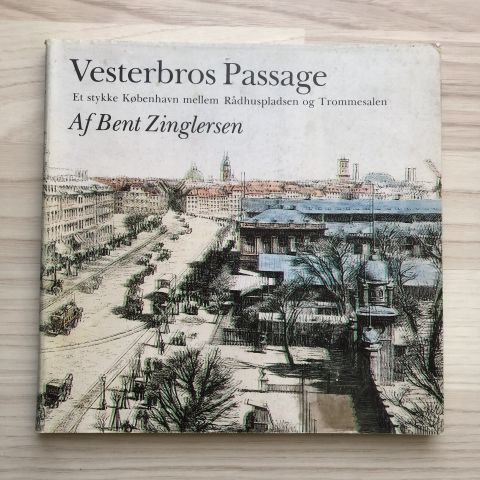 Vesterbros Passage
Et stykke København mellem Rådhuspladsen og Trommesalen
Af Bent Zinglersen